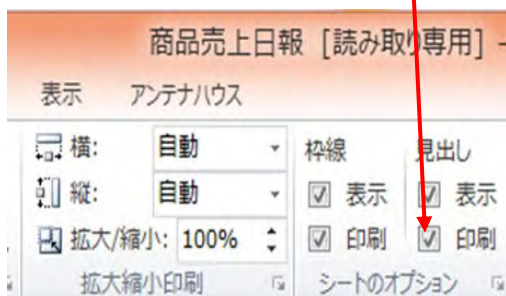 商品売上日報 [読み取り専用] -
表示 アンテナハウス
横: 自動 枠線 見出し
縦: 自動 表示 表示
拡大/縮小: 100% 印刷 印刷
拡大縮小印刷 シートのオプション